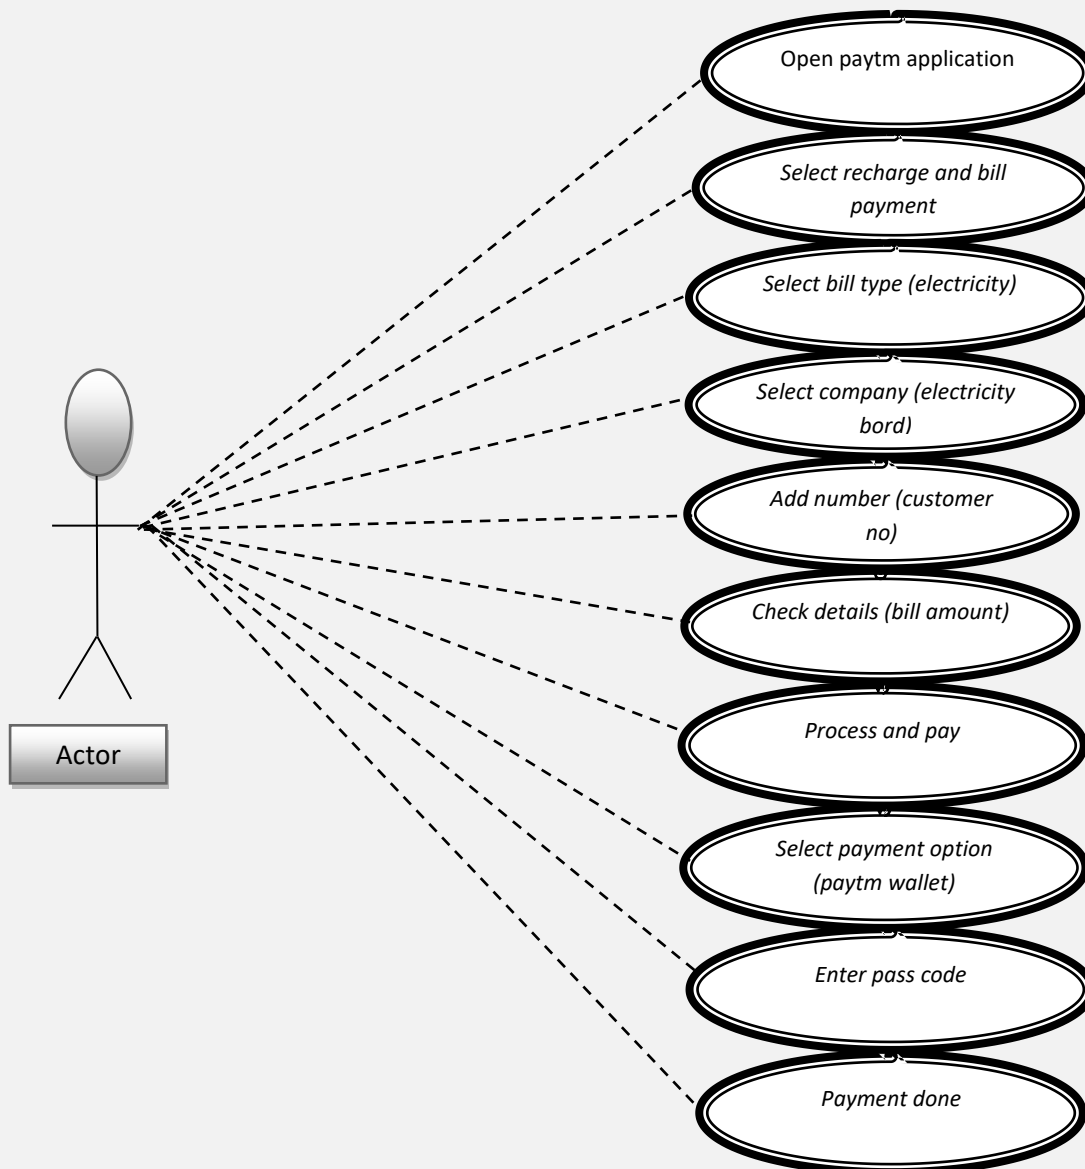 Open paytm application
Select recharge and bill
payment
Select bill type (electricity)
Select company (electricity
bord)
Add number (customer
no)
Check details (bill amount)
Process and pay
Actor
Select payment option
(paytm wallet)
Enter pass code
Payment done